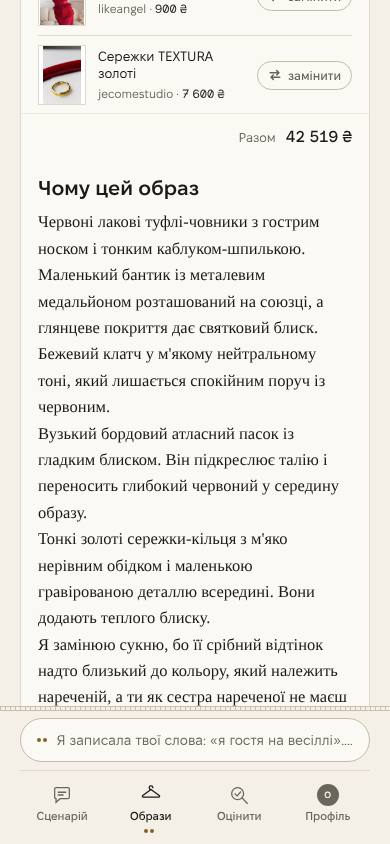 likeangel · 900 ₴
Сережки TEXTURA
золоті
замінити
jecomestudio · 7 600 ₴
Разом 42 519 ₴
Чому цей образ
Червоні лакові туфлі-човники з гострим
носком і тонким каблуком-шпилькою.
Маленький бантик із металевим
медальйоном розташований на союзці, а
глянцеве покриття дає святковий блиск.
Бежевий клатч у м'якому нейтральному
тоні, який лишається спокійним поруч із
червоним.
Вузький бордовий атласний пасок із
гладким блиском. Він підкреслює талію і
переносить глибокий червоний у середину
образу.
Тонкі золоті сережки-кільця з м'яко
нерівним обідком і маленькою
гравірованою деталлю всередині. Вони
додають теплого блиску.
Я замінюю сукню, бо її срібний відтінок
надто близький до кольору, який належить
нареченій, а ти як сестра нареченої не маєш
Я записала твої слова: «я гостя на весіллі»....
Сценарій Образи Оцінити Профіль
О